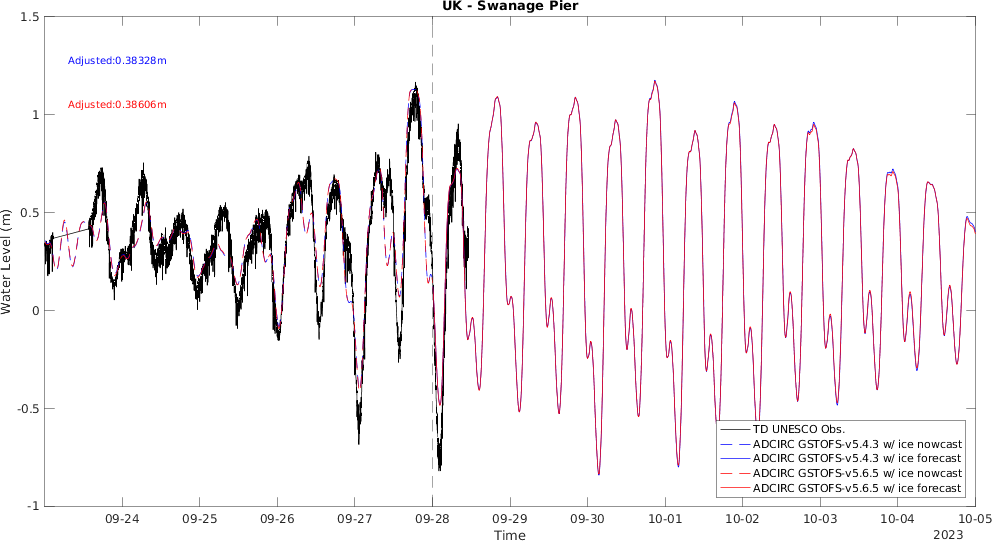 UK - Swanage Pier
Adjusted:0.38328m
Adjusted:0.38606m
Water Level (m)
1.5
1
0.5
0
-0.5
-1
09-24
09-25
09-26
09-27
09-28
09-29
09-30
10-01
10-02
10-03
10-04
10-05
Time
2023
TD UNESCO Obs.
ADCIRC GSTOFS-v5.4.3 w/ ice nowcast
ADCIRC GSTOFS-v5.4.3 w/ ice forecast
ADCIRC GSTOFS-v5.6.5 w/ ice nowcast
ADCIRC GSTOFS-v5.6.5 w/ ice forecast